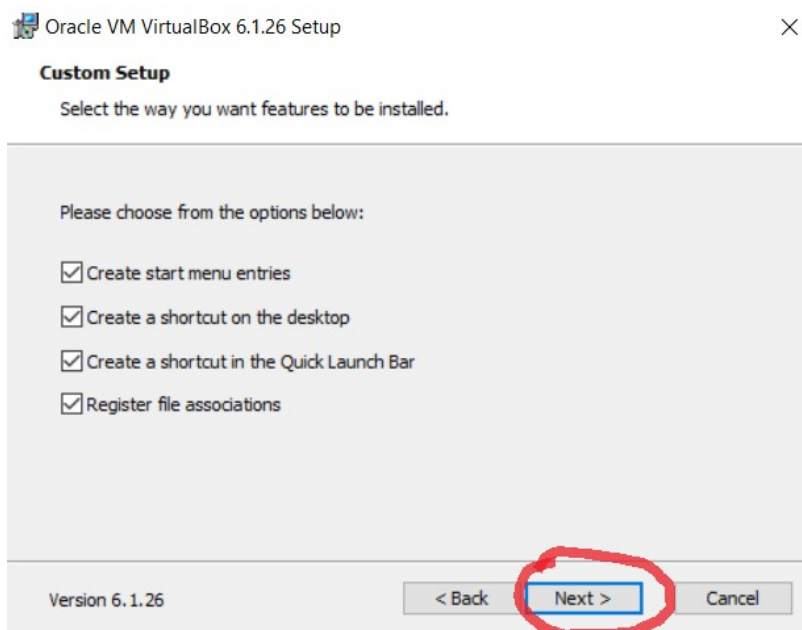 Oracle VM VirtualBox 6.1.26 Setup
Custom Setup
Select the way you want features to be installed.
Please choose from the options below:
Create start menu entries
Create a shortcut on the desktop
Create a shortcut in the Quick Launch Bar
Register file associations
Version 6.1.26
< Back
Next >
Cancel